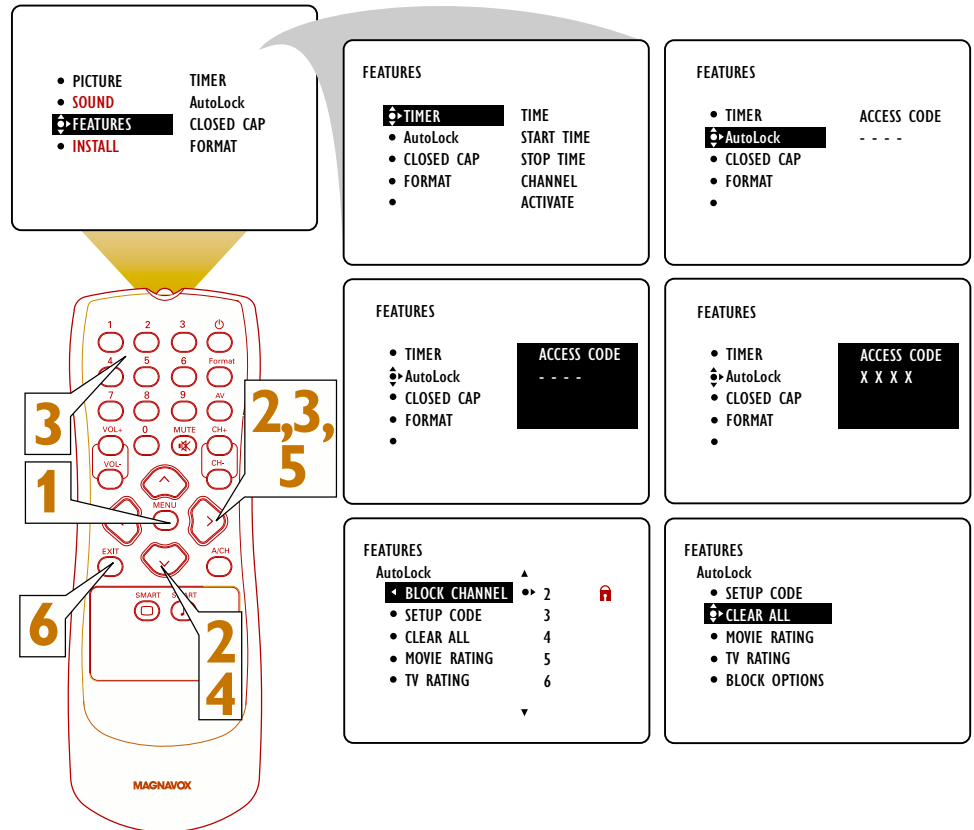 PICTURE TIMER
SOUND AutoLock
FEATURES CLOSED CAP
INSTALL FORMAT
FEATURES
TIMER TIME
AutoLock START TIME
CLOSED CAP STOP TIME
FORMAT CHANNEL
ACTIVATE
FEATURES
TIMER ACCESS CODE
AutoLock - - - -
CLOSED CAP
FORMAT
FEATURES
TIMER ACCESS CODE
AutoLock - - - -
CLOSED CAP
FORMAT
FEATURES
TIMER ACCESS CODE
AutoLock X X X X
CLOSED CAP
FORMAT
FEATURES
AutoLock
BLOCK CHANNEL 2
SETUP CODE 3
CLEAR ALL 4
MOVIE RATING 5
TV RATING 6
FEATURES
AutoLock
SETUP CODE
CLEAR ALL
MOVIE RATING
TV RATING
BLOCK OPTIONS
1 2 3
4 5 6 Format
7 8 9 AV
VOL+ 0 MUTE CH+
VOL- CH-
MENU
EXIT A/CH
SMART
MAGNAVOX
3
2,3,
5
1
6
2
4